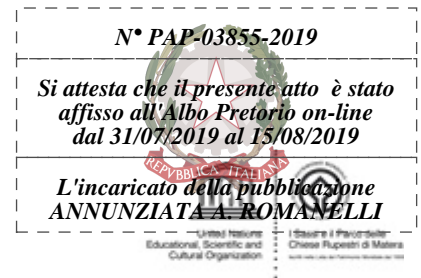 N° PAP-03855-2019
Si attesta che il presente atto è stato
affisso all'Albo Pretorio on-line
dal 31/07/2019 al 15/08/2019
REPVBBLICA ITALIANA
L'incaricato della pubblicazione
ANNUNZIATA A. ROMANELLI
United Nations
Educational, Scientific and
Cultural Organization
I Sassi e il Parco delle
Chiese Rupestri di Matera